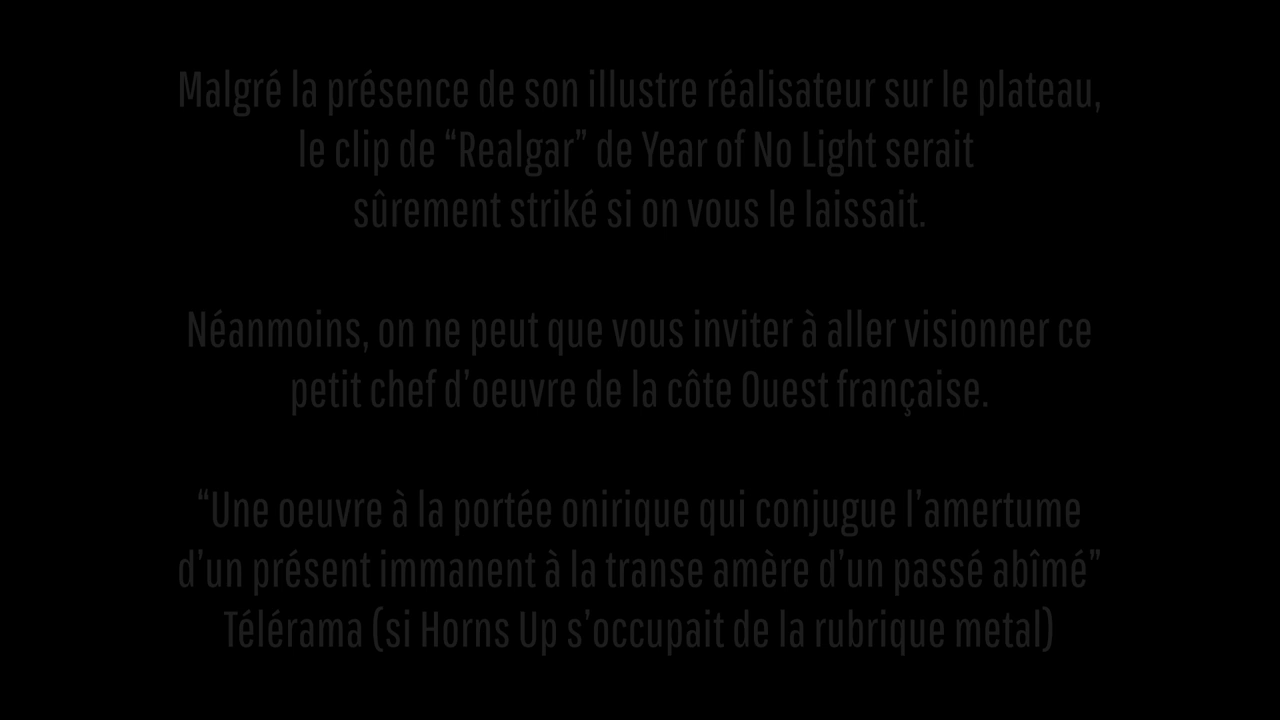 Malgré la présence de son illustre réalisateur sur le plateau,
le clip de “Realgar” de Year of No Light serait
sûrement striké si on vous le laissait.
Néanmoins, on ne peut que vous inviter à aller visionner ce
petit chef d’oeuvre de la côte Ouest française.
“Une oeuvre à la portée onirique qui conjugue l’amertume
d’un présent immanent à la transe amère d’un passé abîmé”
Télérama (si Horns Up s’occupait de la rubrique metal)